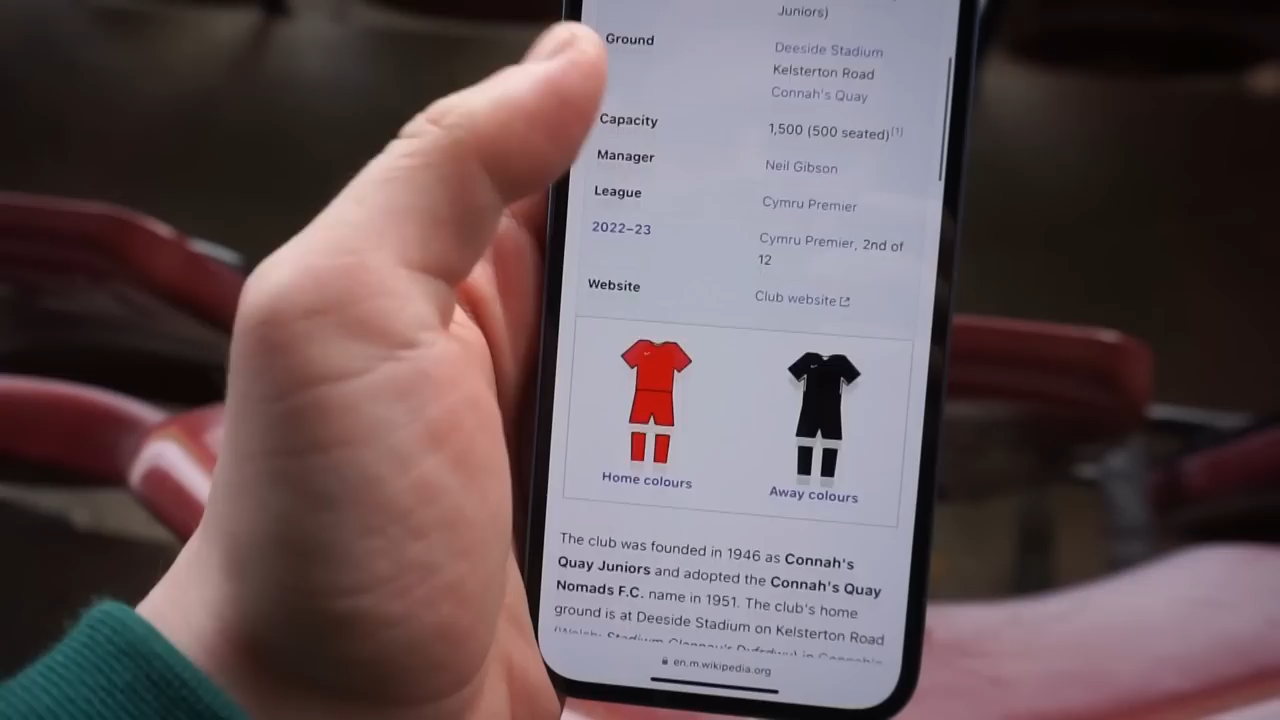 Juniors)
Ground
Deeside Stadium
Kelsterton Road
Connah's Quay
Capacity
1,500 (500 seated)[1]
Manager
Neil Gibson
League
Cymru Premier
2022–23
Cymru Premier, 2nd of
12
Website
Club website
Home colours
Away colours
The club was founded in 1946 as Connah's
Quay Juniors and adopted the Connah's Quay
Nomads F.C. name in 1951. The club's home
ground is at Deeside Stadium on Kelsterton Road
en.m.wikipedia.org